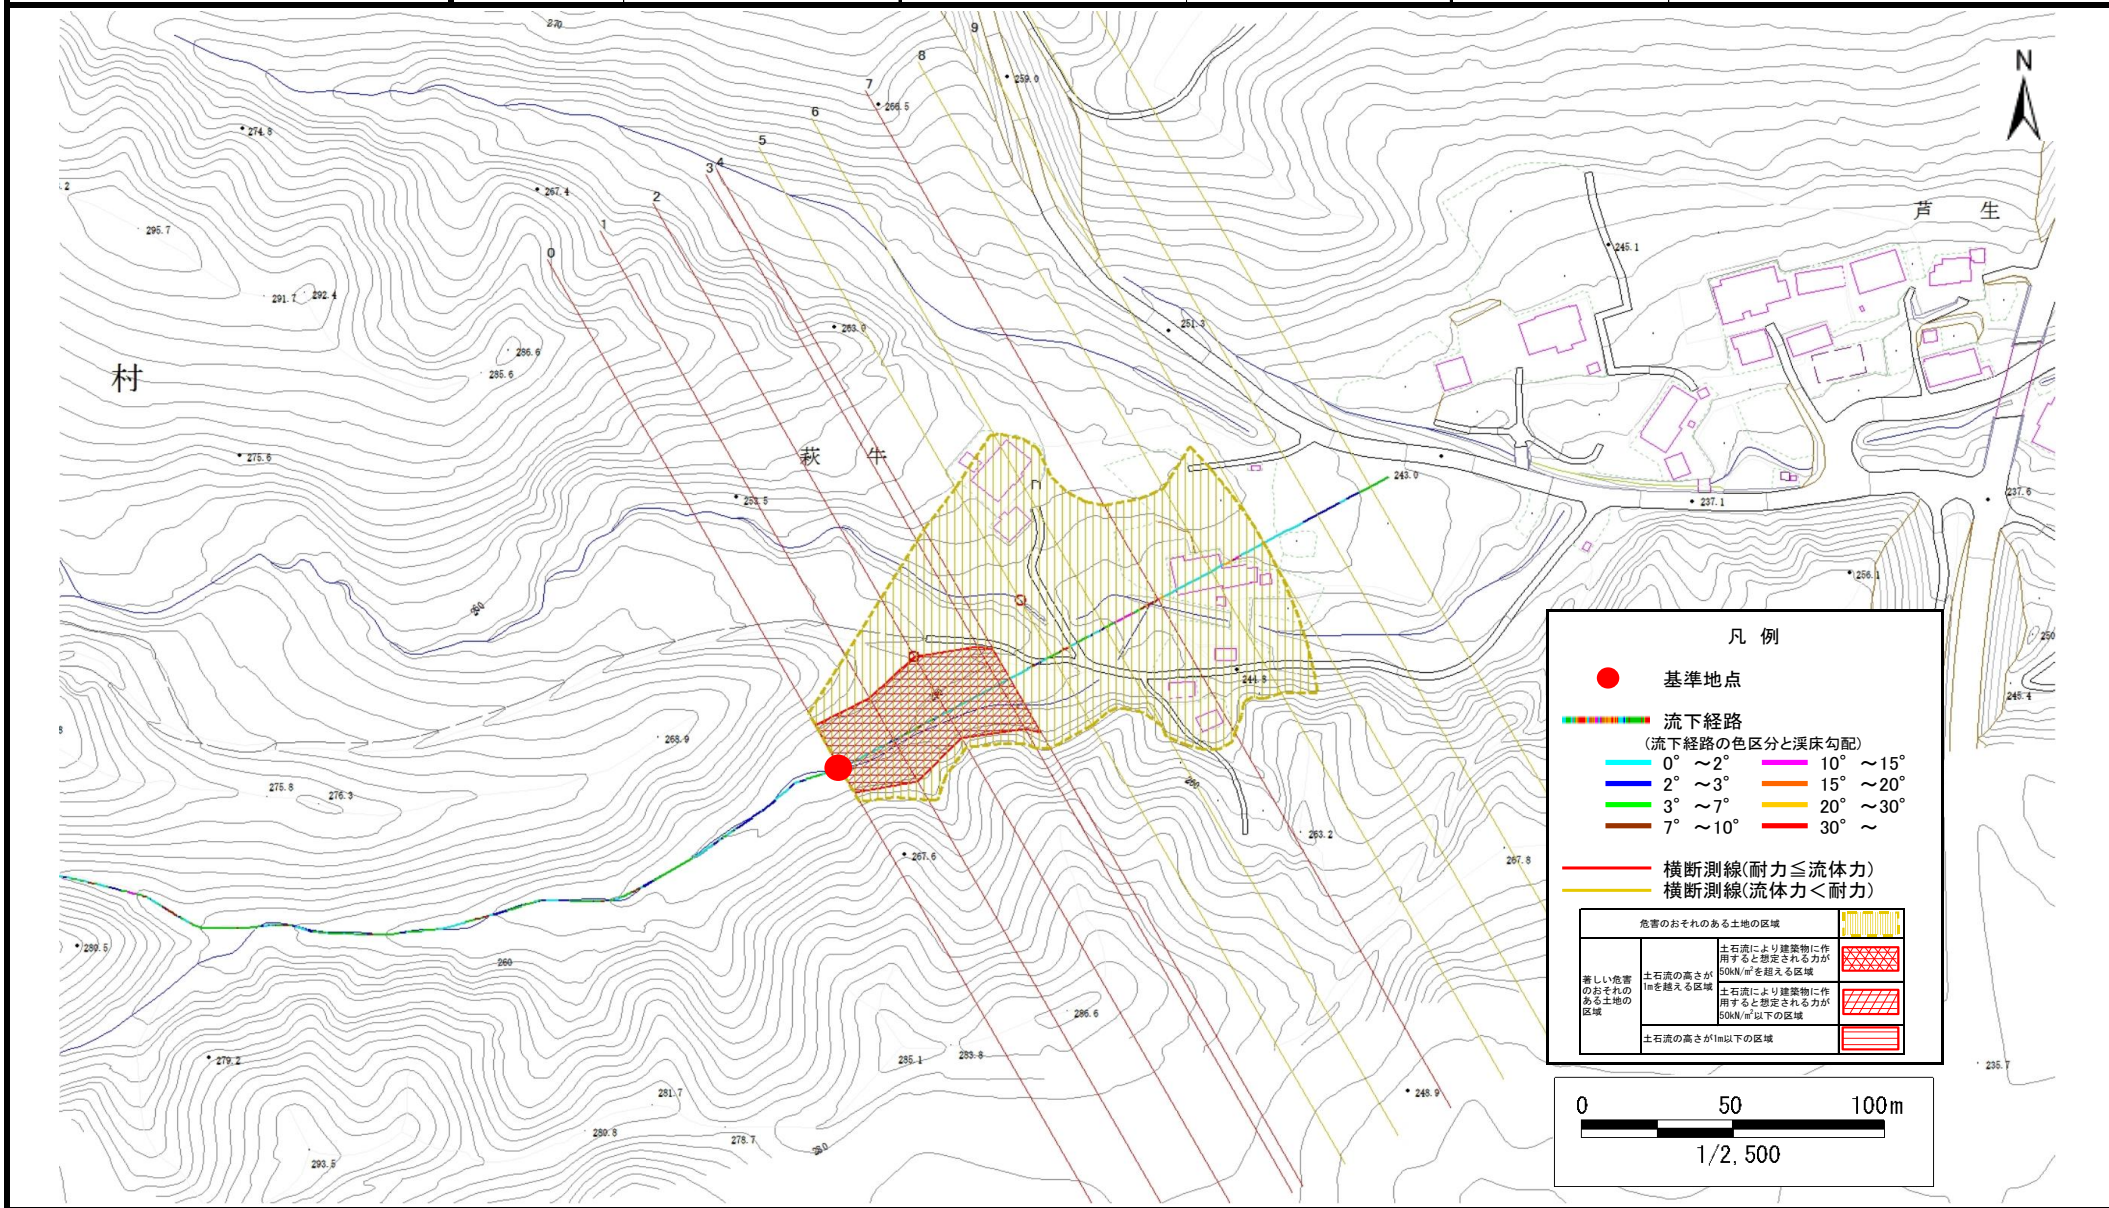 270
9
8
7
6
5
4
3
2
1
0
N
259.0
266.5
274.8
267.4
芦 生
245.1
295.7
291.7
292.4
263.9
251.3
286.6
285.6
村
萩 牛
275.6
253.5
243.0
237.1
237.6
256.1
260
250
244.8
245.4
268.9
275.8
276.3
263.2
267.8
267.6
280.5
260
286.6
285.1
283.8
279.2
281.7
280.8
278.7
280
293.5
248.9
235.7
凡 例
基準地点
流下経路
(流下経路の色区分と渓床勾配)
0° ~2°
10° ~15°
2° ~3°
15° ~20°
3° ~7°
20° ~30°
7° ~10°
30° ~
横断測線(耐力≦流体力)
横断測線(流体力<耐力)
危害のおそれのある土地の区域
著しい危害
のおそれの
ある土地の
区域
土石流の高さが
1mを越える区域
土石流により建築物に作
用すると想定される力が
50kN/m²を超える区域
土石流により建築物に作
用すると想定される力が
50kN/m²以下の区域
土石流の高さが1m以下の区域
0 50 100m
1/2,500